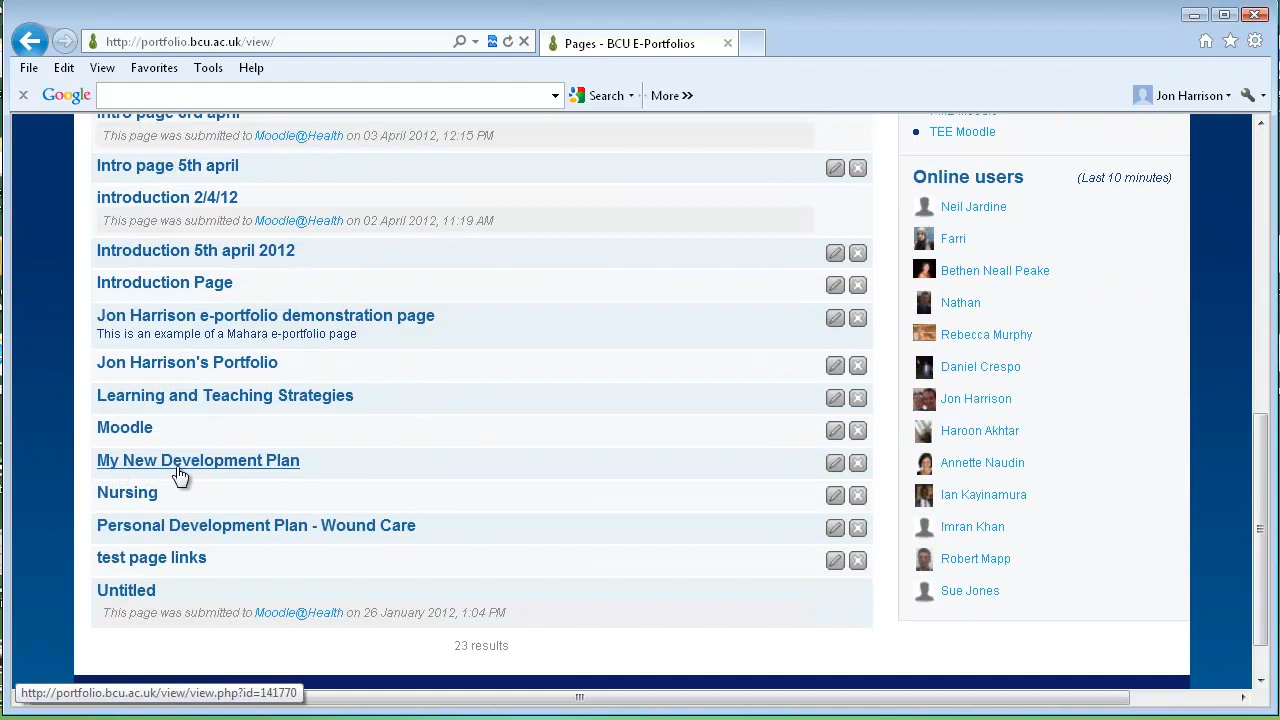 http://portfolio.bcu.ac.uk/view/
Pages - BCU E-Portfolios
File Edit View Favorites Tools Help
Google
Search
More »
Jon Harrison
Intro page 3rd april
This page was submitted to Moodle@Health on 03 April 2012, 12:15 PM
Intro page 5th april
introduction 2/4/12
This page was submitted to Moodle@Health on 02 April 2012, 11:19 AM
Introduction 5th april 2012
Introduction Page
Jon Harrison e-portfolio demonstration page
This is an example of a Mahara e-portfolio page
Jon Harrison's Portfolio
Learning and Teaching Strategies
Moodle
My New Development Plan
Nursing
Personal Development Plan - Wound Care
test page links
Untitled
This page was submitted to Moodle@Health on 26 January 2012, 1:04 PM
23 results
Moodle
TEE Moodle
Online users (Last 10 minutes)
Neil Jardine
Farri
Bethen Neall Peake
Nathan
Rebecca Murphy
Daniel Crespo
Jon Harrison
Haroon Akhtar
Annette Naudin
Ian Kayinamura
Imran Khan
Robert Mapp
Sue Jones
http://portfolio.bcu.ac.uk/view/view.php?id=141770